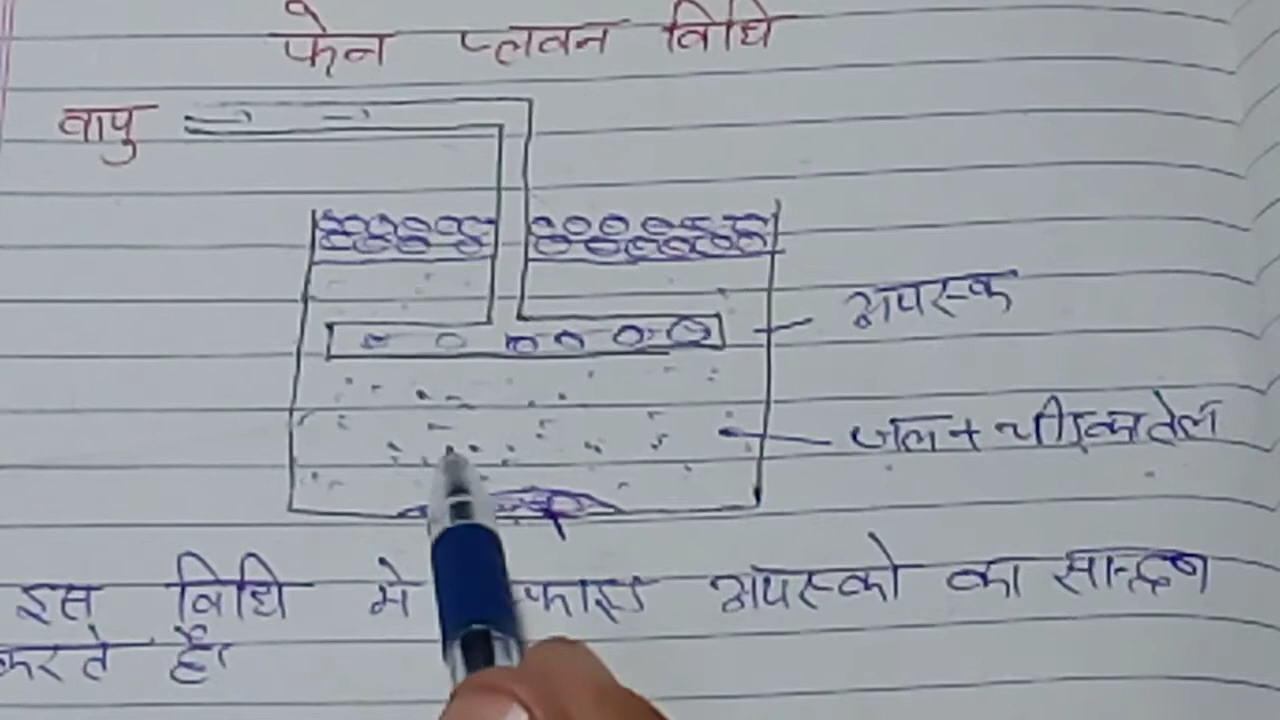 फेन प्लवन विधि
वायु
अयस्क
जल + चीड़ का तेल
इस विधि मे अयस्को का सान्द्रण
करते है।